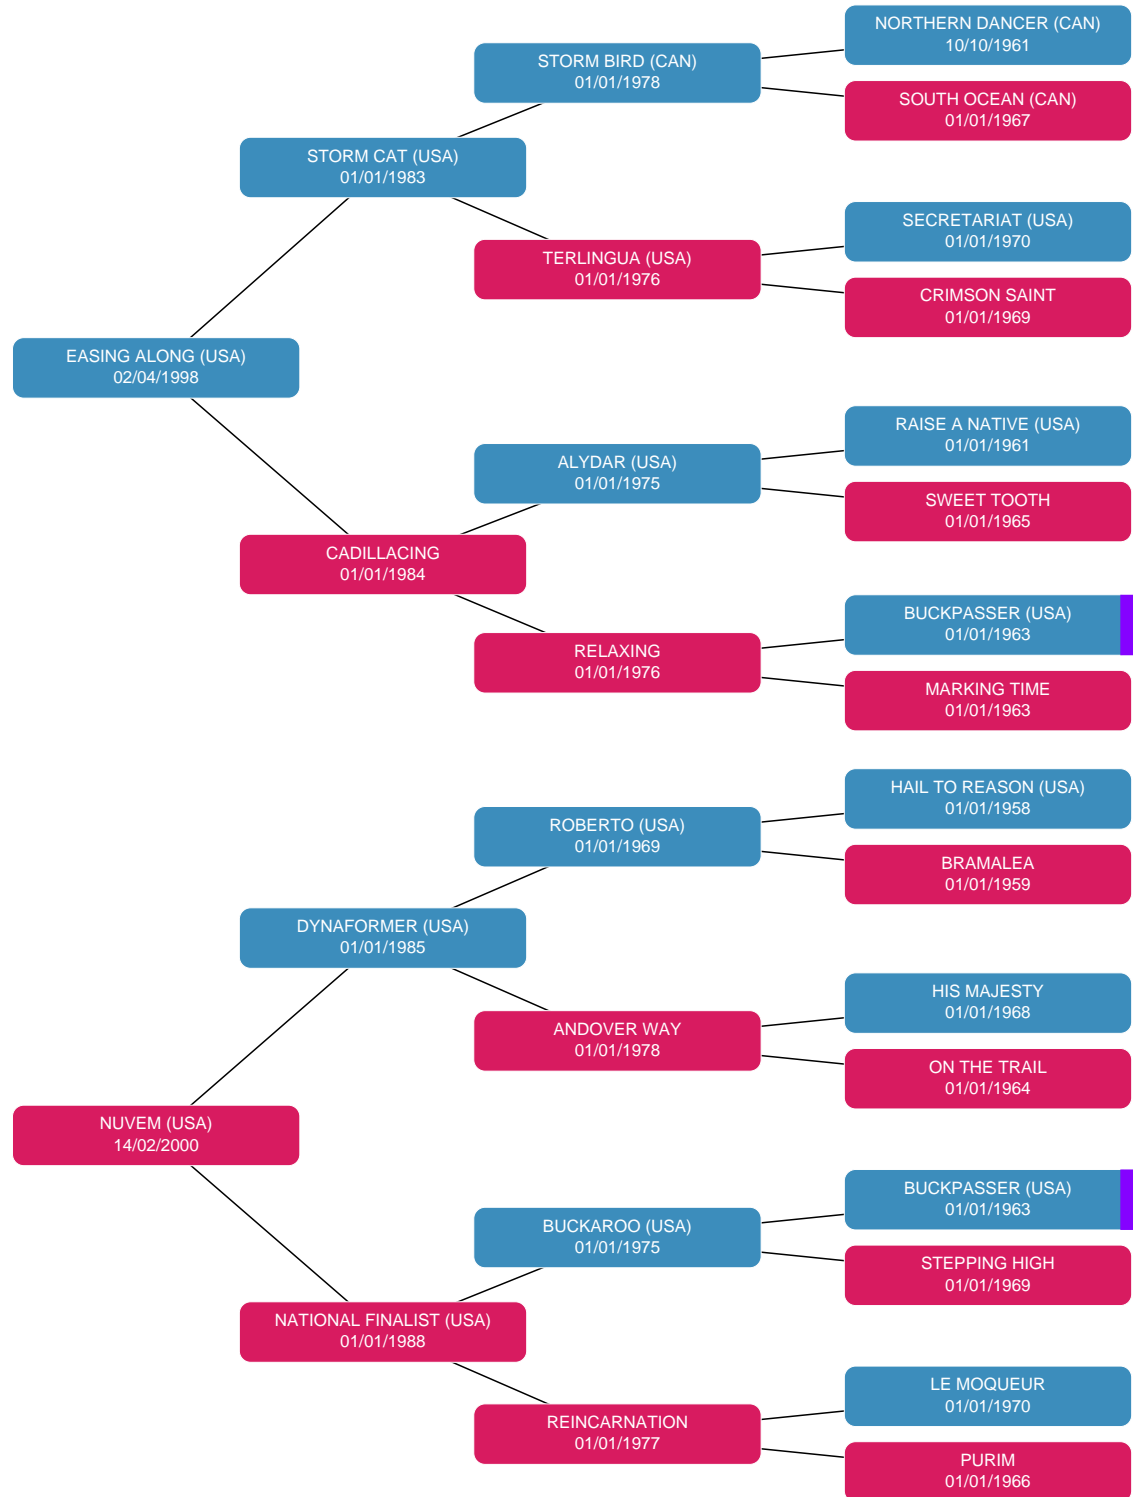 NORTHERN DANCER (CAN)
10/10/1961
STORM BIRD (CAN)
01/01/1978
SOUTH OCEAN (CAN)
01/01/1967
STORM CAT (USA)
01/01/1983
SECRETARIAT (USA)
01/01/1970
TERLINGUA (USA)
01/01/1976
CRIMSON SAINT
01/01/1969
EASING ALONG (USA)
02/04/1998
RAISE A NATIVE (USA)
01/01/1961
ALYDAR (USA)
01/01/1975
SWEET TOOTH
01/01/1965
CADILLACING
01/01/1984
BUCKPASSER (USA)
01/01/1963
RELAXING
01/01/1976
MARKING TIME
01/01/1963
HAIL TO REASON (USA)
01/01/1958
ROBERTO (USA)
01/01/1969
BRAMALEA
01/01/1959
DYNAFORMER (USA)
01/01/1985
HIS MAJESTY
01/01/1968
ANDOVER WAY
01/01/1978
ON THE TRAIL
01/01/1964
NUVEM (USA)
14/02/2000
BUCKPASSER (USA)
01/01/1963
BUCKAROO (USA)
01/01/1975
STEPPING HIGH
01/01/1969
NATIONAL FINALIST (USA)
01/01/1988
LE MOQUEUR
01/01/1970
REINCARNATION
01/01/1977
PURIM
01/01/1966